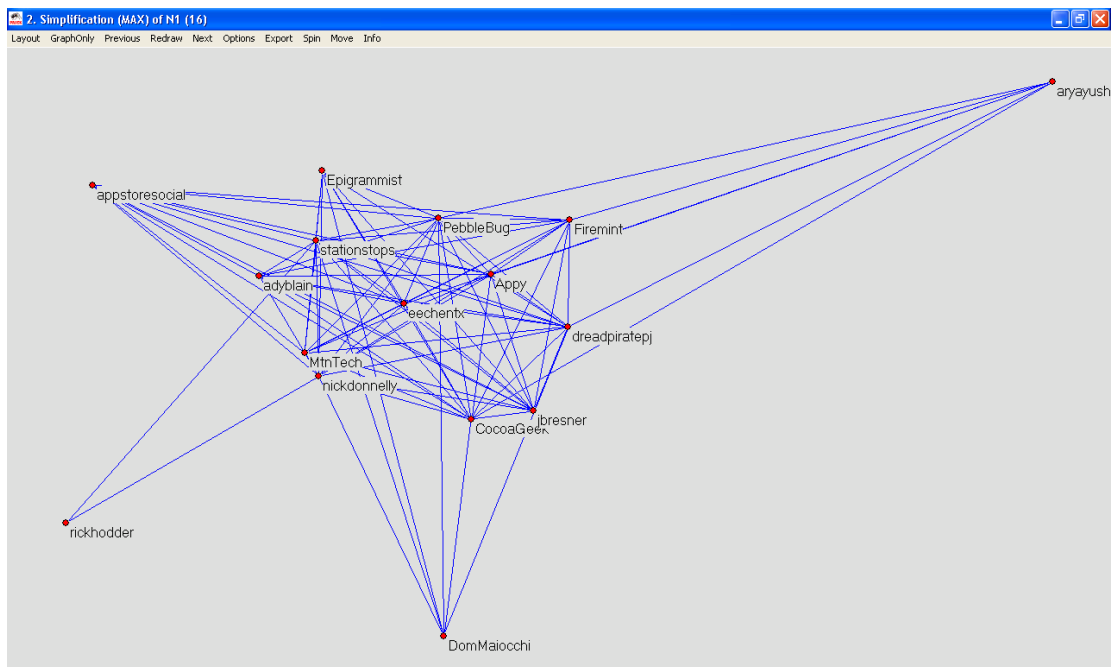 2. Simplification (MAX) of N1 (16)
Layout GraphOnly Previous Redraw Next Options Export Spin Move Info
aryayush
Epigrammist
appstoresocial
PebbleBug
Firemint
stationstops
adyblain
Appy
eechentx
dreadpiratepj
MtnTech
nickdonnelly
jbresner
CocoaGeek
rickhodder
DomMaiocchi